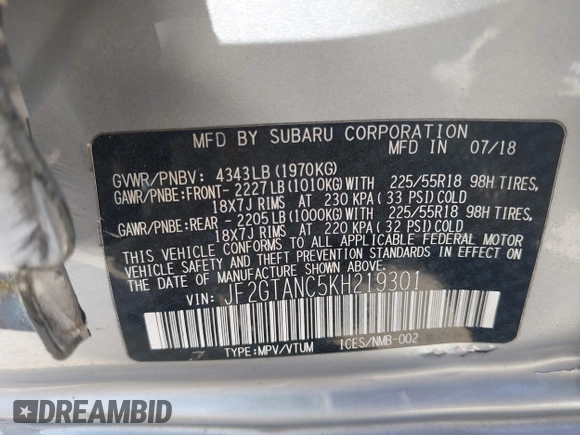 MFD BY SUBARU CORPORATION
MFD IN 07/18
GVWR/PNBV: 4343LB (1970KG)
GAWR/PNBE:FRONT- 2227LB(1010KG)WITH 225/55R18 98H TIRES,
18X7J RIMS AT 230 KPA(33 PSI)COLD
GAWR/PNBE:REAR - 2205LB(1000KG)WITH 225/55R18 98H TIRES,
18X7J RIMS AT 220 KPA(32 PSI)COLD
THIS VEHICLE CONFORMS TO ALL APPLICABLE FEDERAL MOTOR
VEHICLE SAFETY AND THEFT PREVENTION STANDARDS IN EFFECT ON
THE DATE OF MANUFACTURE SHOWN ABOVE
VIN: JF2GTANC5KH219301
TYPE:MPV/VTUM ICES/NMB-002
DREAMBID